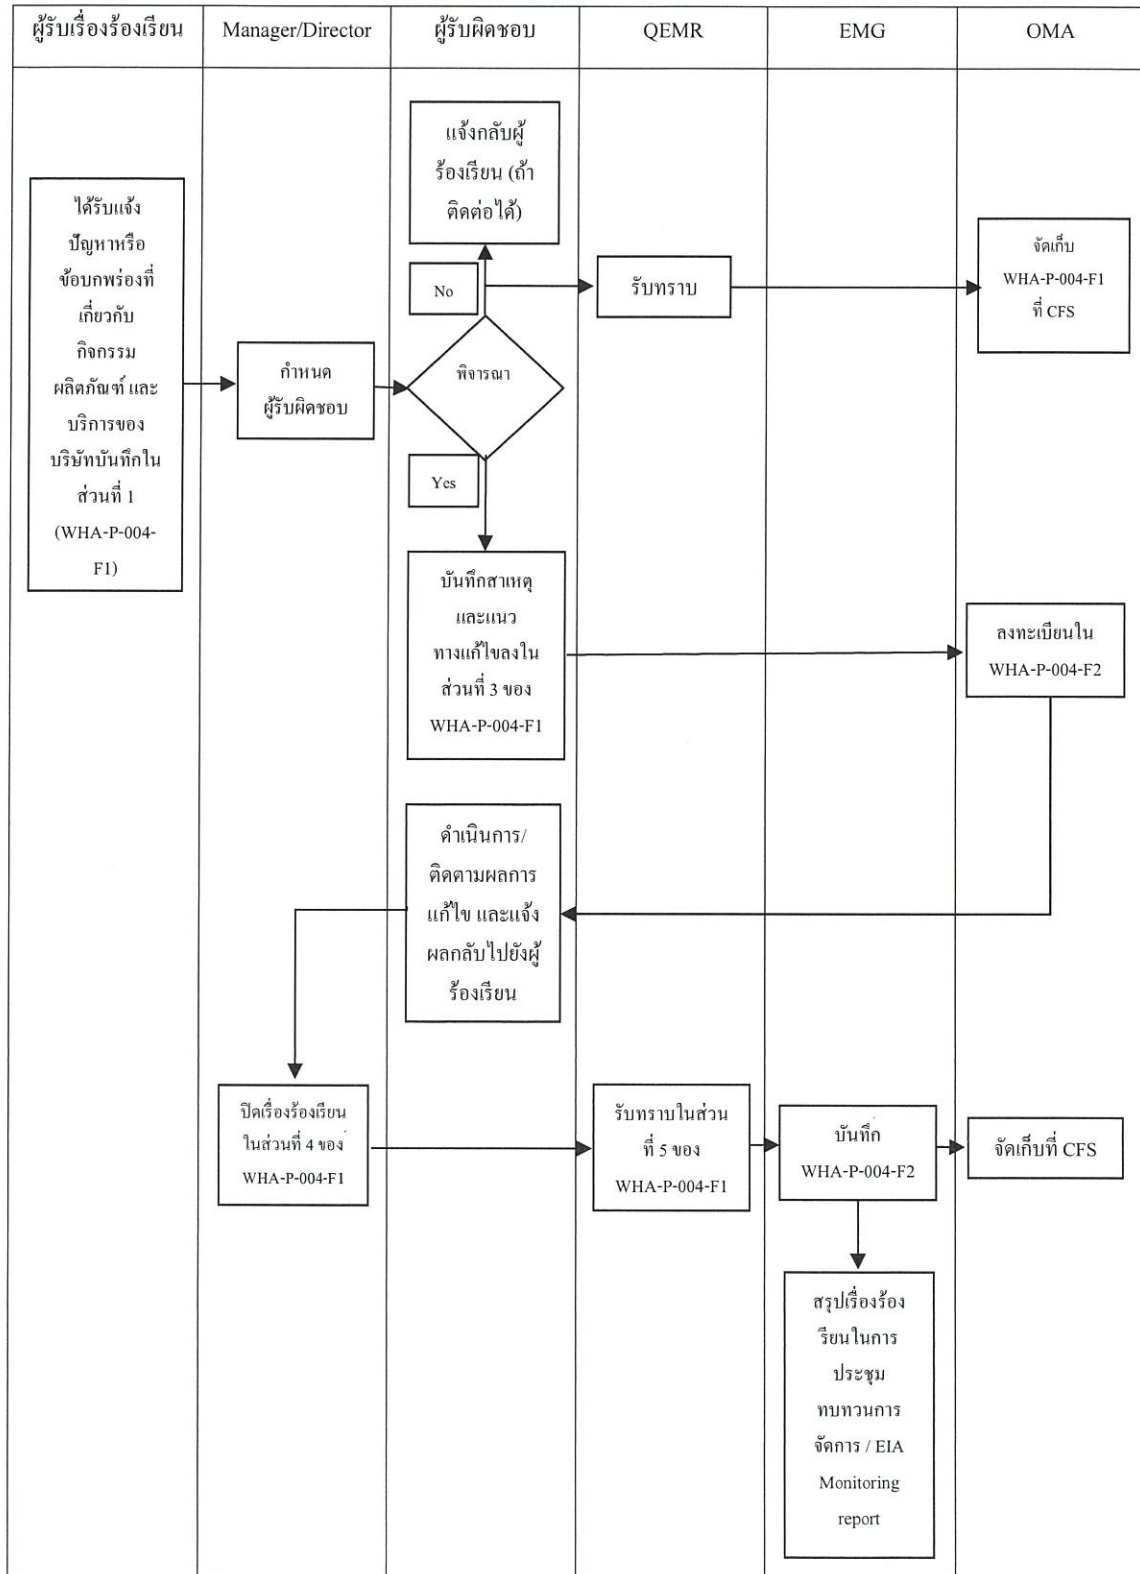 ผู้รับเรื่องร้องเรียน
Manager/Director
ผู้รับผิดชอบ
QEMR
EMG
OMA
ได้รับแจ้ง
ปัญหาหรือ
ข้อบกพร่องที่
เกี่ยวกับ
กิจกรรม
ผลิตภัณฑ์ และ
บริการของ
บริษัทบันทึกใน
ส่วนที่ 1
(WHA-P-004-
F1)
กำหนด
ผู้รับผิดชอบ
แจ้งกลับผู้
ร้องเรียน (ถ้า
ติดต่อได้)
No
พิจารณา
Yes
รับทราบ
จัดเก็บ
WHA-P-004-F1
ที่ CFS
บันทึกสาเหตุ
และแนว
ทางแก้ไขลงใน
ส่วนที่ 3 ของ
WHA-P-004-F1
ลงทะเบียนใน
WHA-P-004-F2
ดำเนินการ/
ติดตามผลการ
แก้ไข และแจ้ง
ผลกลับไปยังผู้
ร้องเรียน
ปิดเรื่องร้องเรียน
ในส่วนที่ 4 ของ
WHA-P-004-F1
รับทราบในส่วน
ที่ 5 ของ
WHA-P-004-F1
บันทึก
WHA-P-004-F2
จัดเก็บที่ CFS
สรุปเรื่องร้อง
เรียนในการ
ประชุม
ทบทวนการ
จัดการ / EIA
Monitoring
report